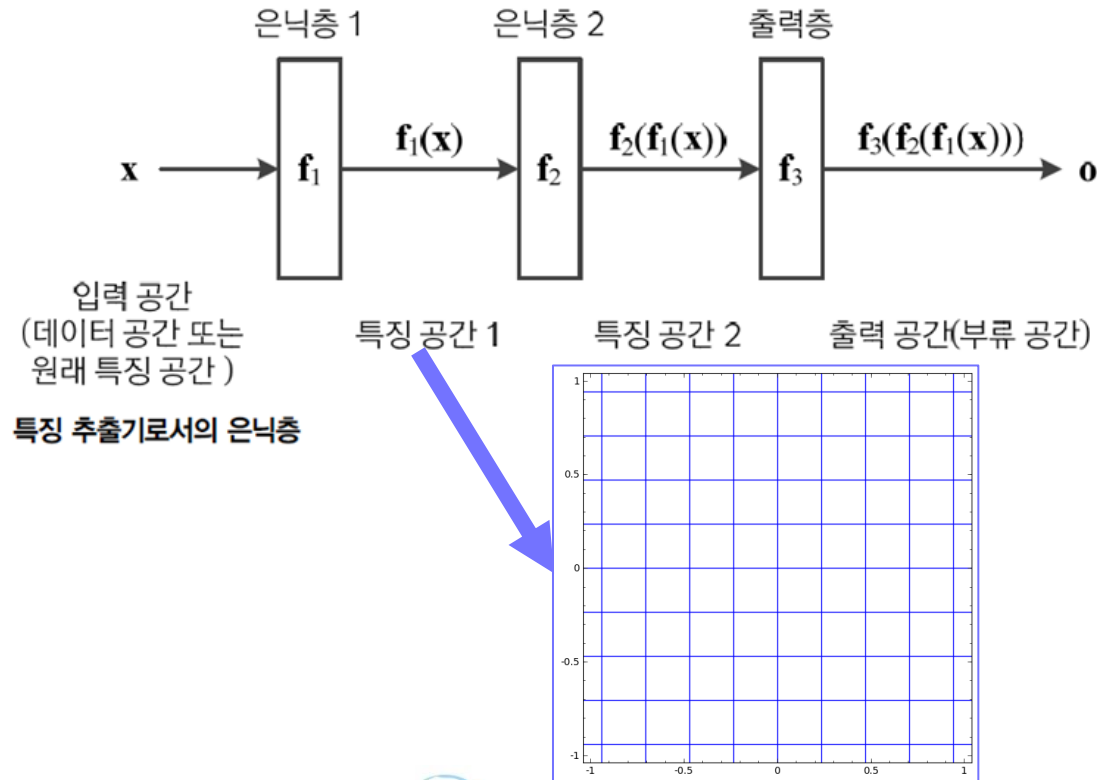 은닉층 1 은닉층 2 출력층
f₁(x) f₂(f₁(x)) f₃(f₂(f₁(x)))
x f₁ f₂ f₃ o
입력 공간
(데이터 공간 또는
원래 특징 공간 )
특징 공간 1 특징 공간 2 출력 공간(부류 공간)
특징 추출기로서의 은닉층
1
0.5
0
-0.5
-1
-1 -0.5 0 0.5 1